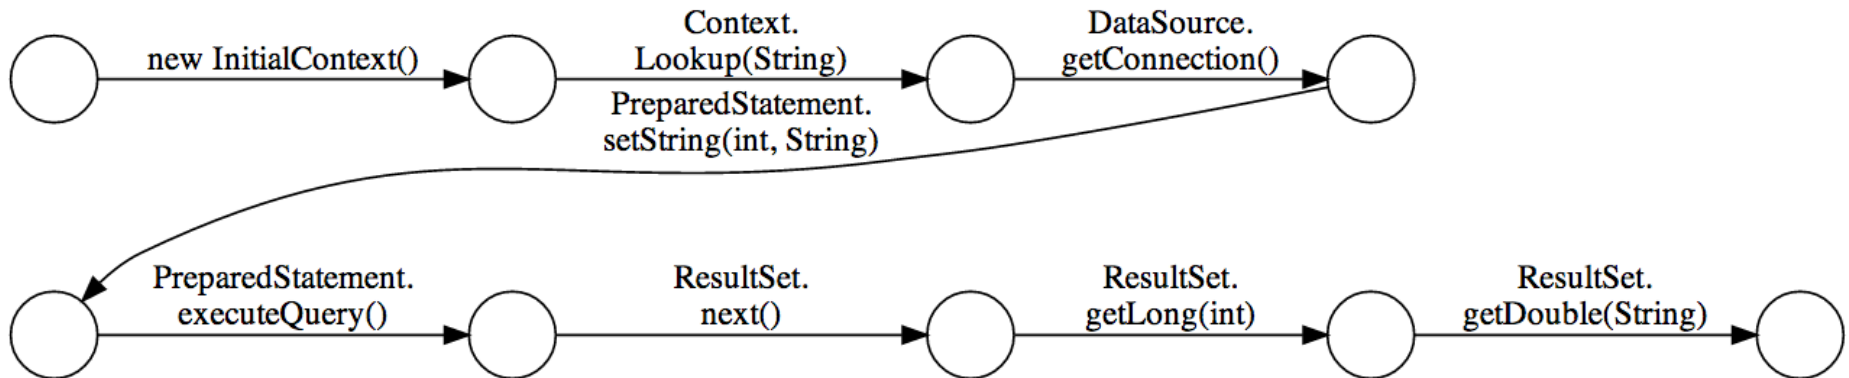 new InitialContext()
Context.
Lookup(String)
DataSource.
getConnection()
PreparedStatement.
setString(int, String)
PreparedStatement.
executeQuery()
ResultSet.
next()
ResultSet.
getLong(int)
ResultSet.
getDouble(String)